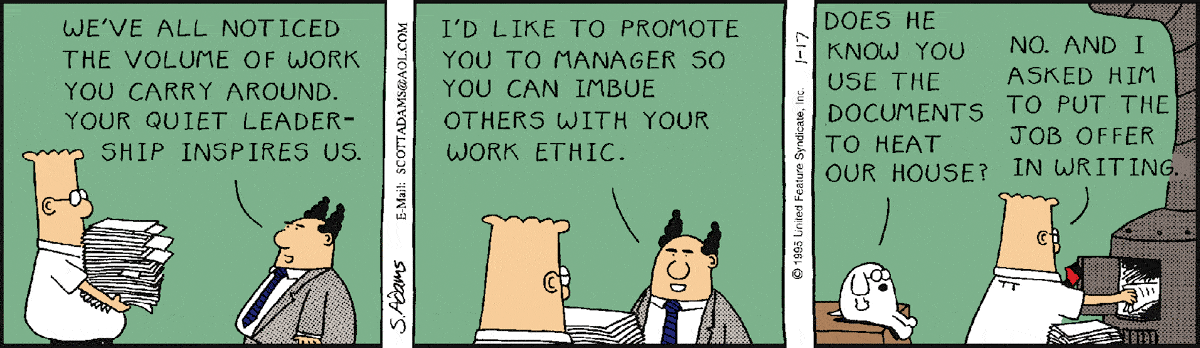 WE'VE ALL NOTICED
THE VOLUME OF WORK
YOU CARRY AROUND.
YOUR QUIET LEADER-
SHIP INSPIRES US.
S.Adams
E-Mail: SCOTTADAMS@AOL.COM
I'D LIKE TO PROMOTE
YOU TO MANAGER SO
YOU CAN IMBUE
OTHERS WITH YOUR
WORK ETHIC.
© 1995 United Feature Syndicate, Inc. 1-17
DOES HE
KNOW YOU
USE THE
DOCUMENTS
TO HEAT
OUR HOUSE?
NO. AND I
ASKED HIM
TO PUT THE
JOB OFFER
IN WRITING.